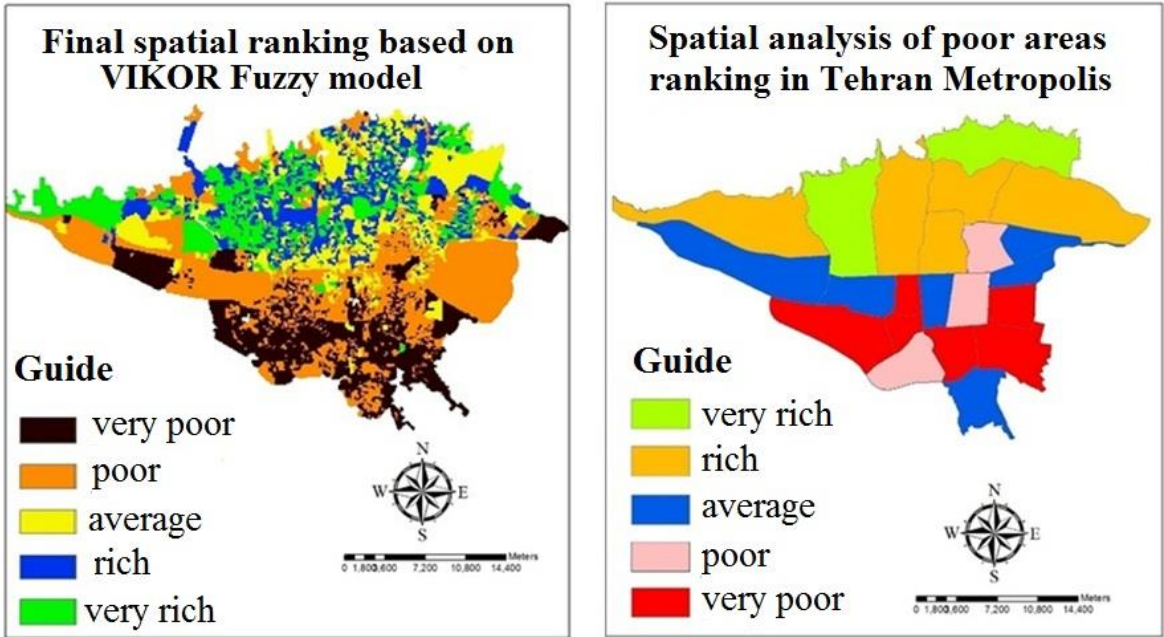 Final spatial ranking based on
VIKOR Fuzzy model
Guide
very poor
poor
average
rich
very rich
N
W E
S
Meters
0 1,800 3,600 7,200 10,800 14,400
Spatial analysis of poor areas
ranking in Tehran Metropolis
Guide
very rich
rich
average
poor
very poor
N
W E
S
Meters
0 1,800 3,600 7,200 10,800 14,400